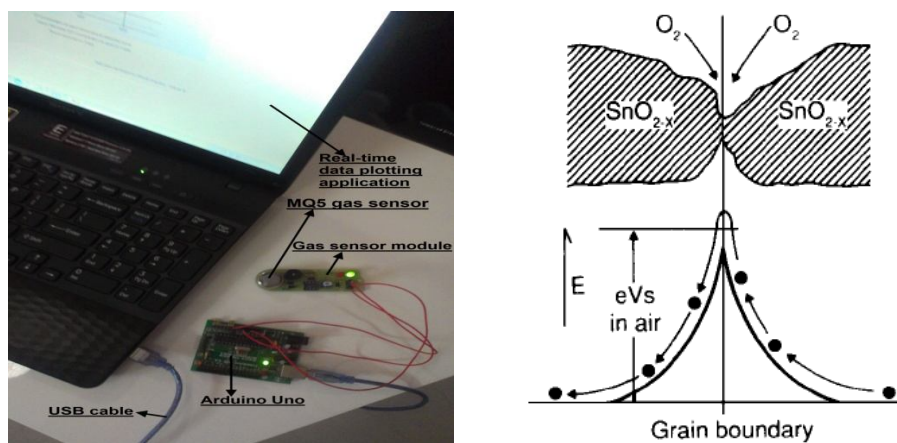 Real-time
data plotting
application
MQ5 gas sensor
Gas sensor module
USB cable
Arduino Uno
O2 O2
SnO2-X SnO2-X
E
eVs
in air
Grain boundary